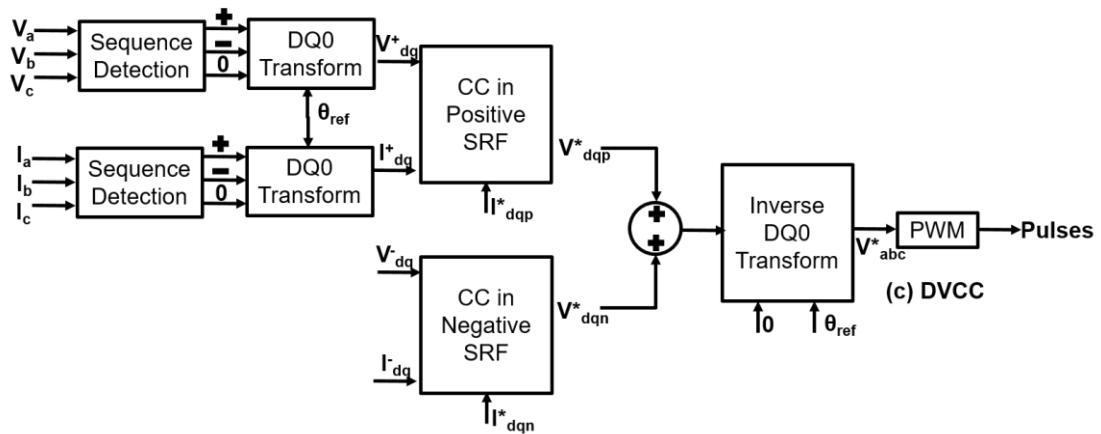 Va
Vb
Vc
Sequence
Detection
+
−
0
DQ0
Transform
V+dq
θref
Ia
Ib
Ic
Sequence
Detection
+
−
0
DQ0
Transform
I+dq
CC in
Positive
SRF
I*dqp
V*dqp
V-dq
I-dq
CC in
Negative
SRF
I*dqn
V*dqn
+
+
Inverse
DQ0
Transform
0
θref
V*abc
PWM
Pulses
(c) DVCC